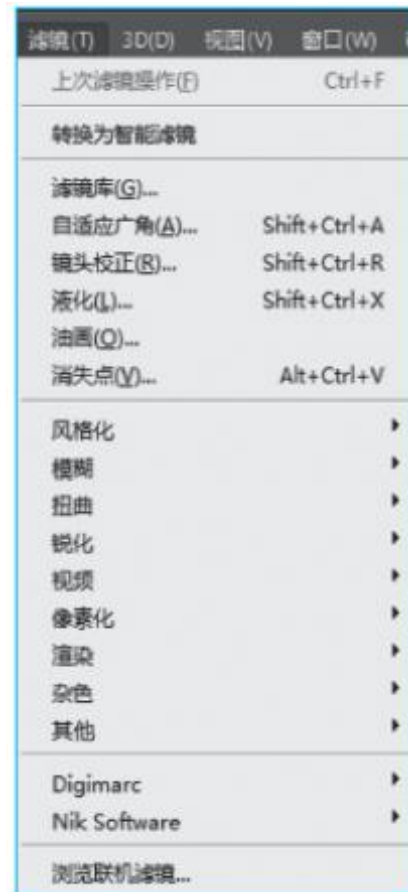 滤镜(T) 3D(D) 视图(V) 窗口(W)
上次滤镜操作(F) Ctrl+F
转换为智能滤镜
滤镜库(G)...
自适应广角(A)... Shift+Ctrl+A
镜头校正(R)... Shift+Ctrl+R
液化(L)... Shift+Ctrl+X
油画(O)...
消失点(V)... Alt+Ctrl+V
风格化
模糊
扭曲
锐化
视频
像素化
渲染
杂色
其他
Digimarc
Nik Software
浏览联机滤镜...